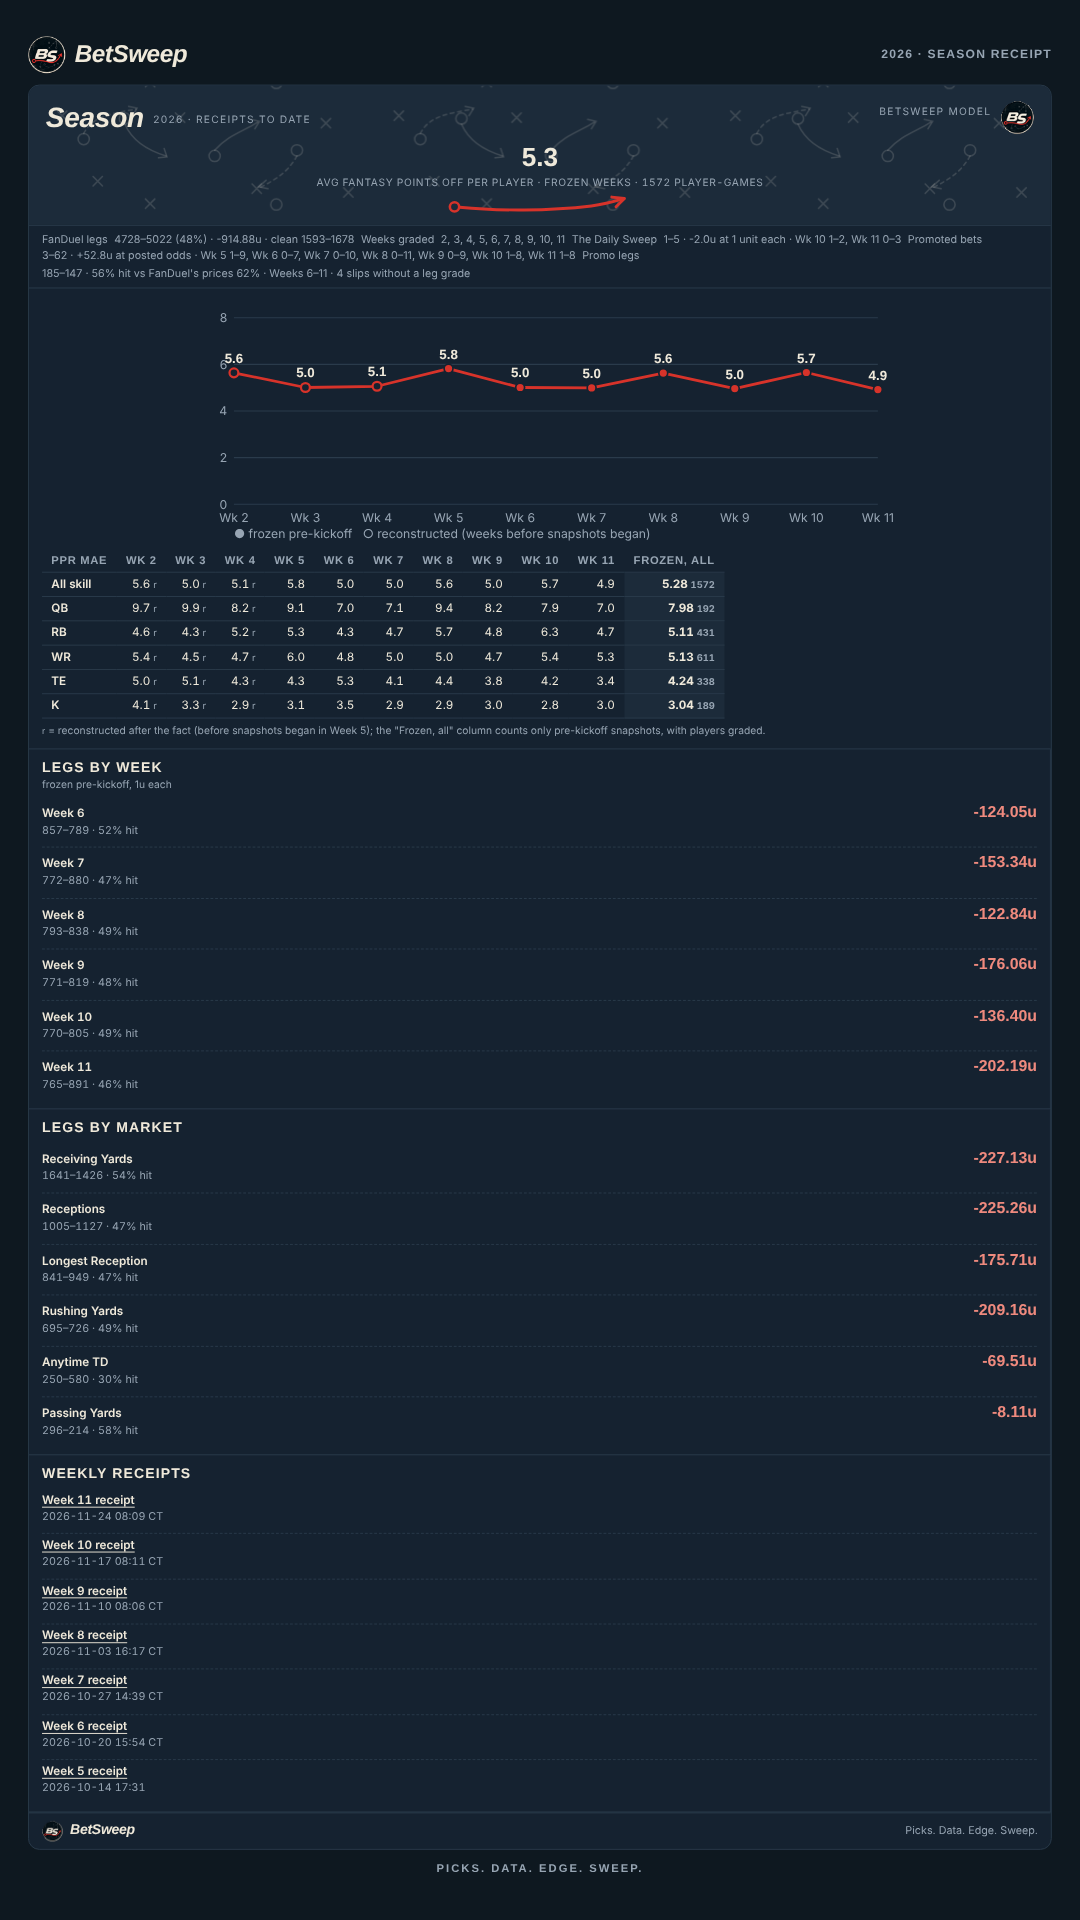 BS BetSweep
2026 · SEASON RECEIPT
Season 2026 · RECEIPTS TO DATE
BETSWEEP MODEL BS
5.3
AVG FANTASY POINTS OFF PER PLAYER · FROZEN WEEKS · 1572 PLAYER-GAMES
FanDuel legs 4728–5022 (48%) · -914.88u · clean 1593–1678 Weeks graded 2, 3, 4, 5, 6, 7, 8, 9, 10, 11 The Daily Sweep 1–5 · -2.0u at 1 unit each · Wk 10 1–2, Wk 11 0–3 Promoted bets
3–62 · +52.8u at posted odds · Wk 5 1–9, Wk 6 0–7, Wk 7 0–10, Wk 8 0–11, Wk 9 0–9, Wk 10 1–8, Wk 11 1–8 Promo legs
185–147 · 56% hit vs FanDuel's prices 62% · Weeks 6–11 · 4 slips without a leg grade
8
6
4
2
0
5.6 5.0 5.1 5.8 5.0 5.0 5.6 5.0 5.7 4.9
Wk 2 Wk 3 Wk 4 Wk 5 Wk 6 Wk 7 Wk 8 Wk 9 Wk 10 Wk 11
frozen pre-kickoff reconstructed (weeks before snapshots began)
PPR MAE WK 2 WK 3 WK 4 WK 5 WK 6 WK 7 WK 8 WK 9 WK 10 WK 11 FROZEN, ALL
All skill 5.6 r 5.0 r 5.1 r 5.8 5.0 5.0 5.6 5.0 5.7 4.9 5.28 1572
QB 9.7 r 9.9 r 8.2 r 9.1 7.0 7.1 9.4 8.2 7.9 7.0 7.98 192
RB 4.6 r 4.3 r 5.2 r 5.3 4.3 4.7 5.7 4.8 6.3 4.7 5.11 431
WR 5.4 r 4.5 r 4.7 r 6.0 4.8 5.0 5.0 4.7 5.4 5.3 5.13 611
TE 5.0 r 5.1 r 4.3 r 4.3 5.3 4.1 4.4 3.8 4.2 3.4 4.24 338
K 4.1 r 3.3 r 2.9 r 3.1 3.5 2.9 2.9 3.0 2.8 3.0 3.04 189
r = reconstructed after the fact (before snapshots began in Week 5); the "Frozen, all" column counts only pre-kickoff snapshots, with players graded.
LEGS BY WEEK
frozen pre-kickoff, 1u each
Week 6 -124.05u
857–789 · 52% hit
Week 7 -153.34u
772–880 · 47% hit
Week 8 -122.84u
793–838 · 49% hit
Week 9 -176.06u
771–819 · 48% hit
Week 10 -136.40u
770–805 · 49% hit
Week 11 -202.19u
765–891 · 46% hit
LEGS BY MARKET
Receiving Yards -227.13u
1641–1426 · 54% hit
Receptions -225.26u
1005–1127 · 47% hit
Longest Reception -175.71u
841–949 · 47% hit
Rushing Yards -209.16u
695–726 · 49% hit
Anytime TD -69.51u
250–580 · 30% hit
Passing Yards -8.11u
296–214 · 58% hit
WEEKLY RECEIPTS
Week 11 receipt
2026-11-24 08:09 CT
Week 10 receipt
2026-11-17 08:11 CT
Week 9 receipt
2026-11-10 08:06 CT
Week 8 receipt
2026-11-03 16:17 CT
Week 7 receipt
2026-10-27 14:39 CT
Week 6 receipt
2026-10-20 15:54 CT
Week 5 receipt
2026-10-14 17:31
BS BetSweep
Picks. Data. Edge. Sweep.
PICKS. DATA. EDGE. SWEEP.